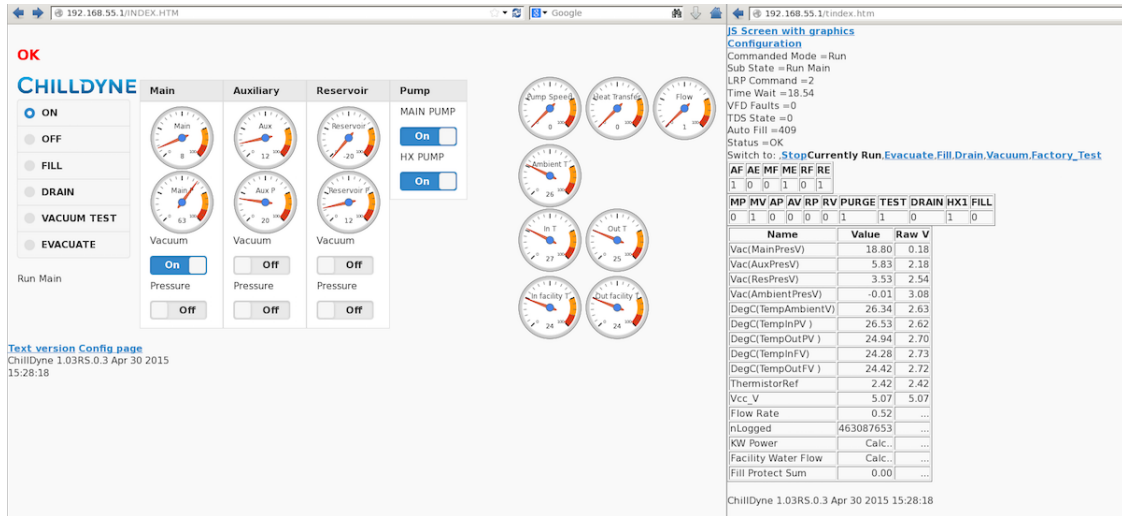 192.168.55.1/INDEX.HTM
Google
OK
CHILLDYNE
ON
OFF
FILL
DRAIN
VACUUM TEST
EVACUATE
Run Main
Main Auxiliary Reservoir Pump
Main
8
Aux
12
Reservoir
-20
MAIN PUMP
On
HX PUMP
On
Main P
63
Aux P
20
Reservoir P
12
Vacuum Vacuum Vacuum
On Off Off
Pressure Pressure Pressure
Off Off Off
Pump Speed
0
Heat Transfer
0
Flow
1
Ambient T
26
In T
27
Out T
25
In facility T
24
Out facility T
24
Text version Config page
ChillDyne 1.03RS.0.3 Apr 30 2015
15:28:18
192.168.55.1/tindex.htm
JS Screen with graphics
Configuration
Commanded Mode =Run
Sub State =Run Main
LRP Command =2
Time Wait =18.54
VFD Faults =0
TDS State =0
Auto Fill =409
Status =OK
Switch to: ,StopCurrently Run,Evacuate,Fill,Drain,Vacuum,Factory_Test
AF AE MF ME RF RE
1 0 0 1 0 1
MP MV AP AV RP RV PURGE TEST DRAIN HX1 FILL
0 1 0 0 0 0 1 1 0 1 0
Name Value Raw V
Vac(MainPresV) 18.80 0.18
Vac(AuxPresV) 5.83 2.18
Vac(ResPresV) 3.53 2.54
Vac(AmbientPresV) -0.01 3.08
DegC(TempAmbientV) 26.34 2.63
DegC(TempInPV ) 26.53 2.62
DegC(TempOutPV ) 24.94 2.70
DegC(TempInFV) 24.28 2.73
DegC(TempOutFV ) 24.42 2.72
ThermistorRef 2.42 2.42
Vcc_V 5.07 5.07
Flow Rate 0.52 ...
nLogged 463087653 ...
KW Power Calc.. ...
Facility Water Flow Calc.. ...
Fill Protect Sum 0.00 ...
ChillDyne 1.03RS.0.3 Apr 30 2015 15:28:18